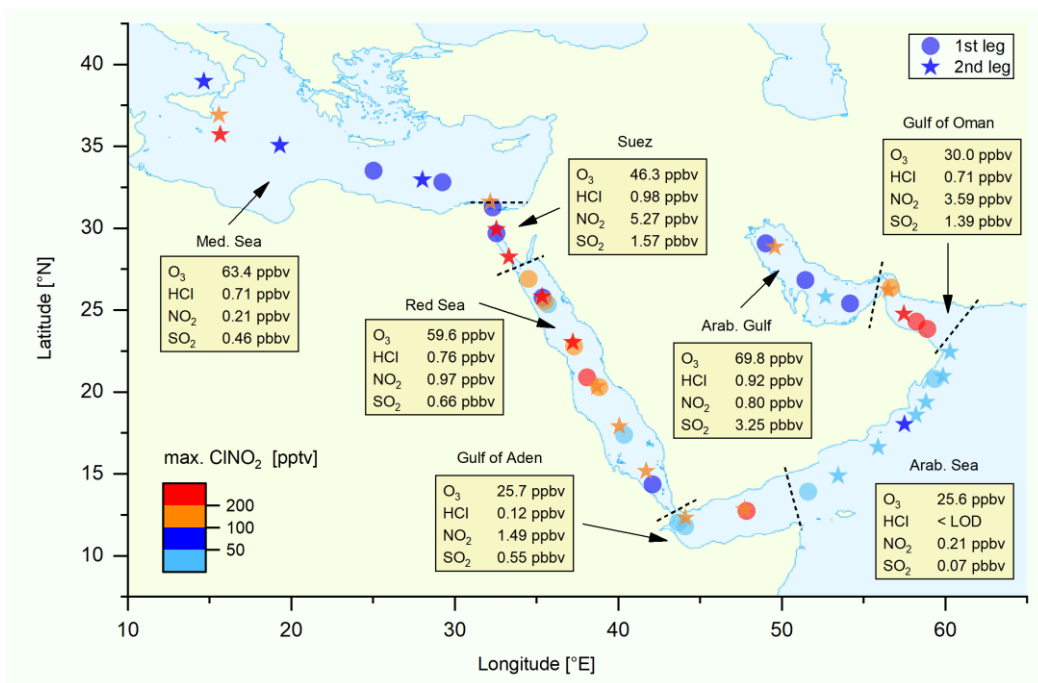 1st leg
2nd leg
Gulf of Oman
O3 30.0 ppbv
HCl 0.71 ppbv
NO2 3.59 ppbv
SO2 1.39 ppbv
Suez
O3 46.3 ppbv
HCl 0.98 ppbv
NO2 5.27 ppbv
SO2 1.57 pbbv
Med. Sea
O3 63.4 ppbv
HCl 0.71 ppbv
NO2 0.21 ppbv
SO2 0.46 pbbv
Red Sea
O3 59.6 ppbv
HCl 0.76 ppbv
NO2 0.97 ppbv
SO2 0.66 pbbv
Arab. Gulf
O3 69.8 ppbv
HCl 0.92 ppbv
NO2 0.80 ppbv
SO2 3.25 pbbv
Gulf of Aden
O3 25.7 ppbv
HCl 0.12 ppbv
NO2 1.49 ppbv
SO2 0.55 pbbv
Arab. Sea
O3 25.6 ppbv
HCl < LOD
NO2 0.21 ppbv
SO2 0.07 pbbv
max. ClNO2 [pptv]
200
100
50
Latitude [°N]
40
35
30
25
20
15
10
10 20 30 40 50 60
Longitude [°E]